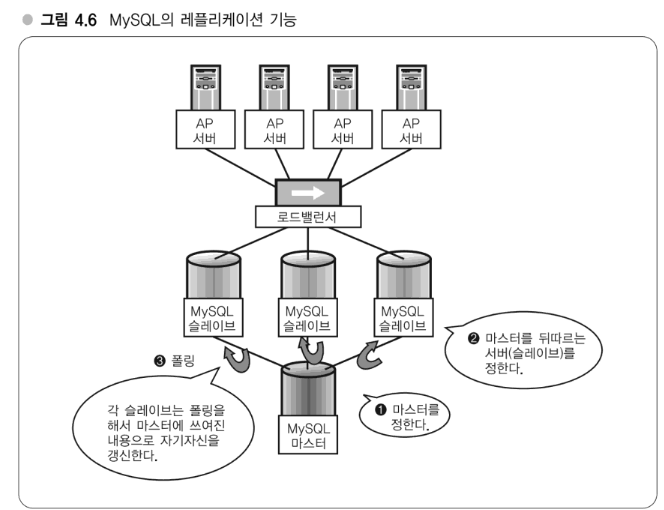 ● 그림 4.6 MySQL의 레플리케이션 기능
AP
서버
AP
서버
AP
서버
AP
서버
로드밸런서
MySQL
슬레이브
MySQL
슬레이브
MySQL
슬레이브
❷ 마스터를 뒤따르는
서버(슬레이브)를
정한다.
❸ 폴링
각 슬레이브는 폴링을
해서 마스터에 쓰여진
내용으로 자기자신을
갱신한다.
❶ 마스터를
정한다.
MySQL
마스터